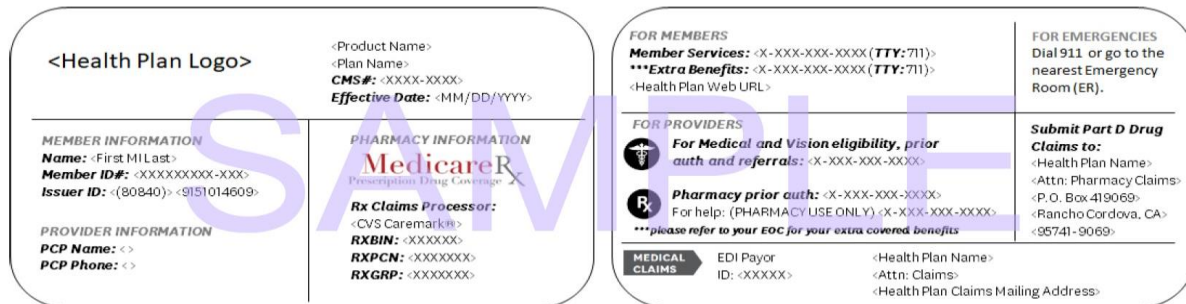 <Health Plan Logo>
<Product Name>
<Plan Name>
CMS#: <XXXX-XXXX>
Effective Date: <MM/DD/YYYY>
MEMBER INFORMATION
Name: <First MI Last>
Member ID#: <XXXXXXXXX-XXX>
Issuer ID: <(80840)> <9151014609>
PROVIDER INFORMATION
PCP Name: <>
PCP Phone: <>
PHARMACY INFORMATION
MedicareRx
Prescription Drug Coverage
Rx Claims Processor:
<CVS Caremark®>
RXBIN: <XXXXXX>
RXPCN: <XXXXXXX>
RXGRP: <XXXXXXX>
FOR MEMBERS
Member Services: <X-XXX-XXX-XXXX (TTY:711)>
***Extra Benefits: <X-XXX-XXX-XXXX (TTY:711)>
<Health Plan Web URL>
FOR EMERGENCIES
Dial 911 or go to the
nearest Emergency
Room (ER).
FOR PROVIDERS
For Medical and Vision eligibility, prior
auth and referrals: <X-XXX-XXX-XXXX>
Rx
Pharmacy prior auth: <X-XXX-XXX-XXXX>
For help: (PHARMACY USE ONLY) <X-XXX-XXX-XXXX>
***please refer to your EOC for your extra covered benefits
Submit Part D Drug
Claims to:
<Health Plan Name>
<Attn: Pharmacy Claims>
<P.O. Box 419069>
<Rancho Cordova, CA>
<95741-9069>
MEDICAL
CLAIMS
EDI Payor
ID: <XXXXX>
<Health Plan Name>
<Attn: Claims>
<Health Plan Claims Mailing Address>
SAMPLE